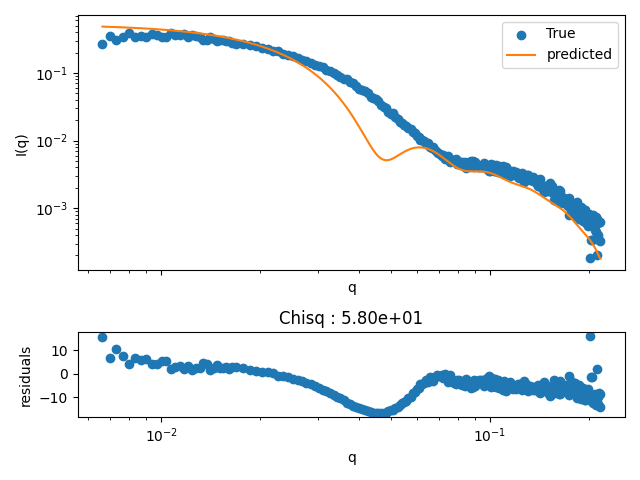 True
predicted
10⁻¹
10⁻²
10⁻³
I(q)
q
Chisq : 5.80e+01
10
0
−10
residuals
10⁻²
10⁻¹
q